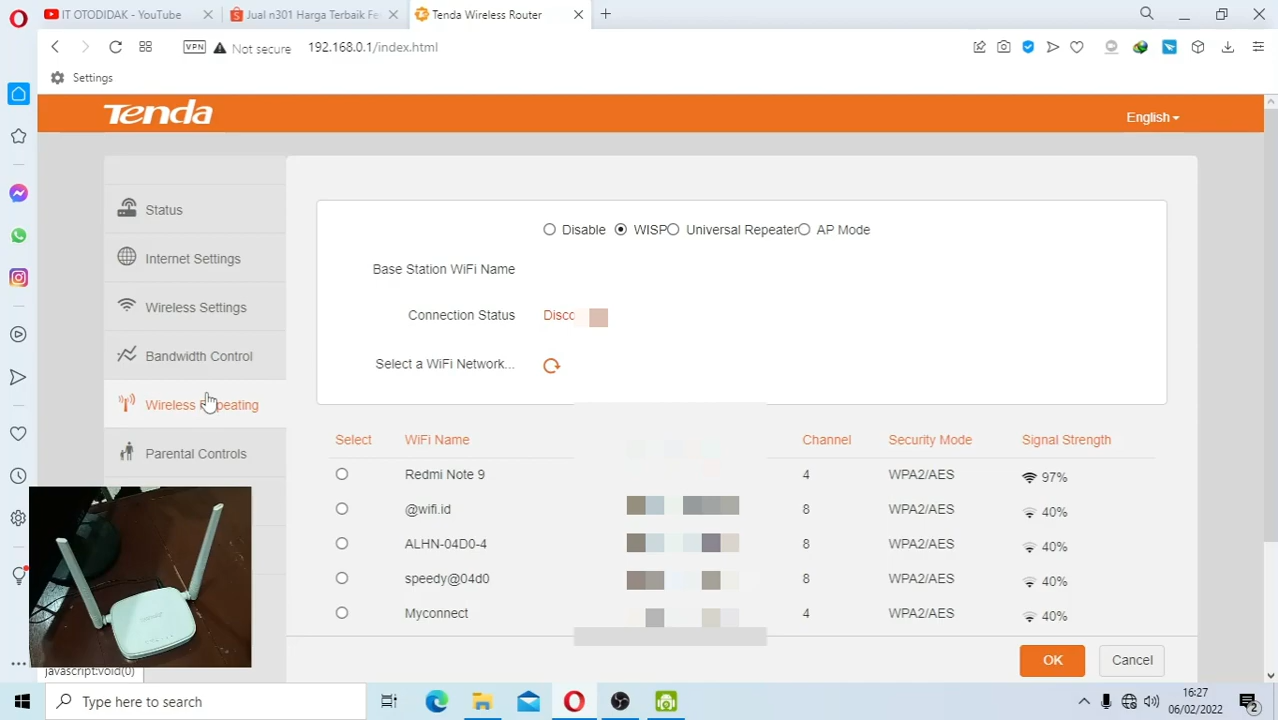 IT OTODIDAK - YouTube
Jual n301 Harga Terbaik Fe
Tenda Wireless Router
VPN
Not secure
192.168.0.1/index.html
Settings
Tenda
English
Status
Internet Settings
Wireless Settings
Bandwidth Control
Wireless Repeating
Parental Controls
Disable
WISP
Universal Repeater
AP Mode
Base Station WiFi Name
Connection Status
Disco
Select a WiFi Network...
Select WiFi Name Channel Security Mode Signal Strength
Redmi Note 9 4 WPA2/AES 97%
@wifi.id 8 WPA2/AES 40%
ALHN-04D0-4 8 WPA2/AES 40%
speedy@04d0 8 WPA2/AES 40%
Myconnect 4 WPA2/AES 40%
OK
Cancel
javascript:void(0)
Type here to search
16:27
06/02/2022
2